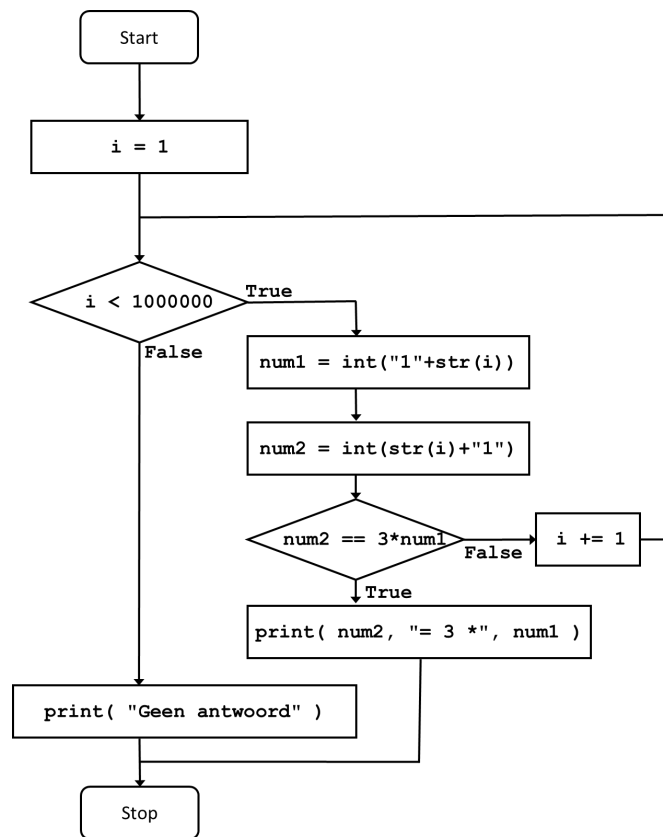 Start
i = 1
i < 1000000
True
False
num1 = int("1"+str(i))
num2 = int(str(i)+"1")
num2 == 3*num1
False
i += 1
True
print( num2, "= 3 *", num1 )
print( "Geen antwoord" )
Stop